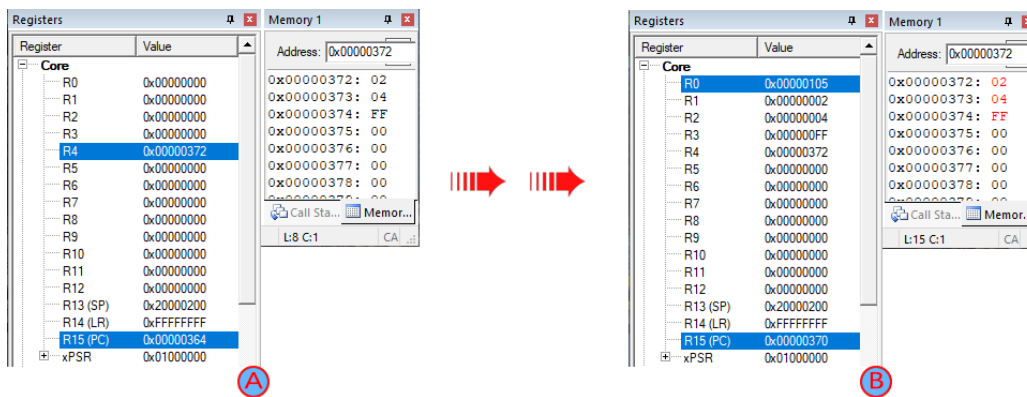 Registers
Register Value
Core
R0 0x00000000
R1 0x00000000
R2 0x00000000
R3 0x00000000
R4 0x00000372
R5 0x00000000
R6 0x00000000
R7 0x00000000
R8 0x00000000
R9 0x00000000
R10 0x00000000
R11 0x00000000
R12 0x00000000
R13 (SP) 0x20000200
R14 (LR) 0xFFFFFFFF
R15 (PC) 0x00000364
xPSR 0x01000000
Memory 1
Address: 0x00000372
0x00000372: 02
0x00000373: 04
0x00000374: FF
0x00000375: 00
0x00000376: 00
0x00000377: 00
0x00000378: 00
Call Sta... Memor...
L:8 C:1 CA
A
Registers
Register Value
Core
R0 0x00000105
R1 0x00000002
R2 0x00000004
R3 0x000000FF
R4 0x00000372
R5 0x00000000
R6 0x00000000
R7 0x00000000
R8 0x00000000
R9 0x00000000
R10 0x00000000
R11 0x00000000
R12 0x00000000
R13 (SP) 0x20000200
R14 (LR) 0xFFFFFFFF
R15 (PC) 0x00000370
xPSR 0x01000000
Memory 1
Address: 0x00000372
0x00000372: 02
0x00000373: 04
0x00000374: FF
0x00000375: 00
0x00000376: 00
0x00000377: 00
0x00000378: 00
Call Sta... Memor.
L:15 C:1 CA
B